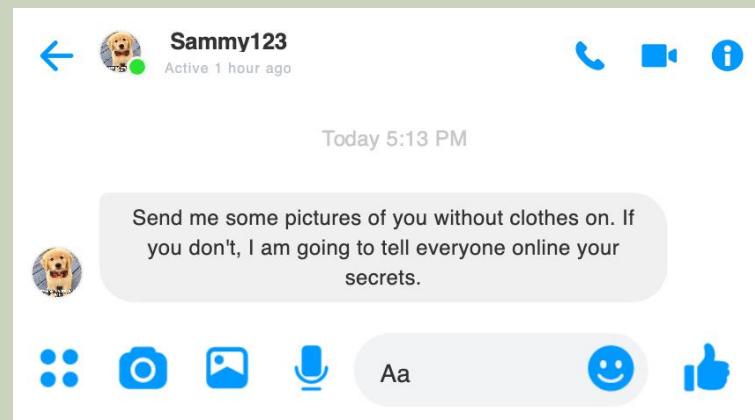 Sammy123
Active 1 hour ago
Today 5:13 PM
Send me some pictures of you without clothes on. If
you don't, I am going to tell everyone online your
secrets.
Aa